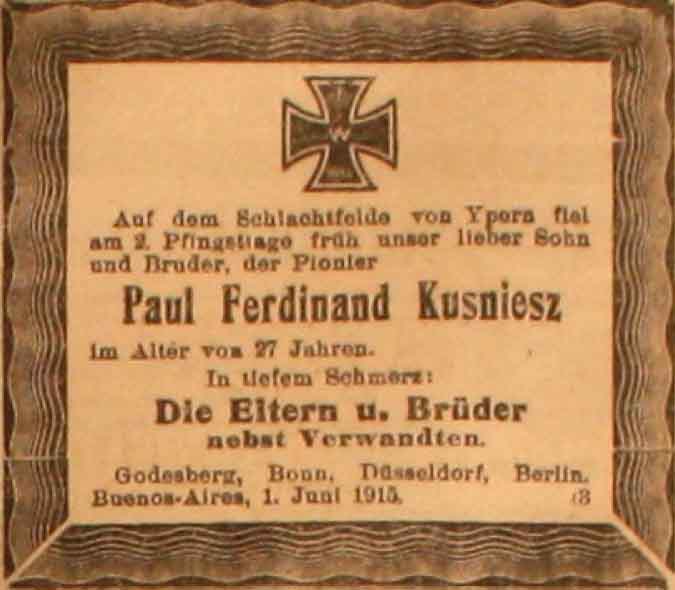 W
Auf dem Schlachtfelde von Ypern fiel
am 2. Pfingsttage früh unser lieber Sohn
und Bruder, der Pionier
Paul Ferdinand Kusniesz
im Alter von 27 Jahren.
In tiefem Schmerz:
Die Eltern u. Brüder
nebst Verwandten.
Godesberg, Bonn, Düsseldorf, Berlin,
Buenos-Aires, 1. Juni 1915.
(3